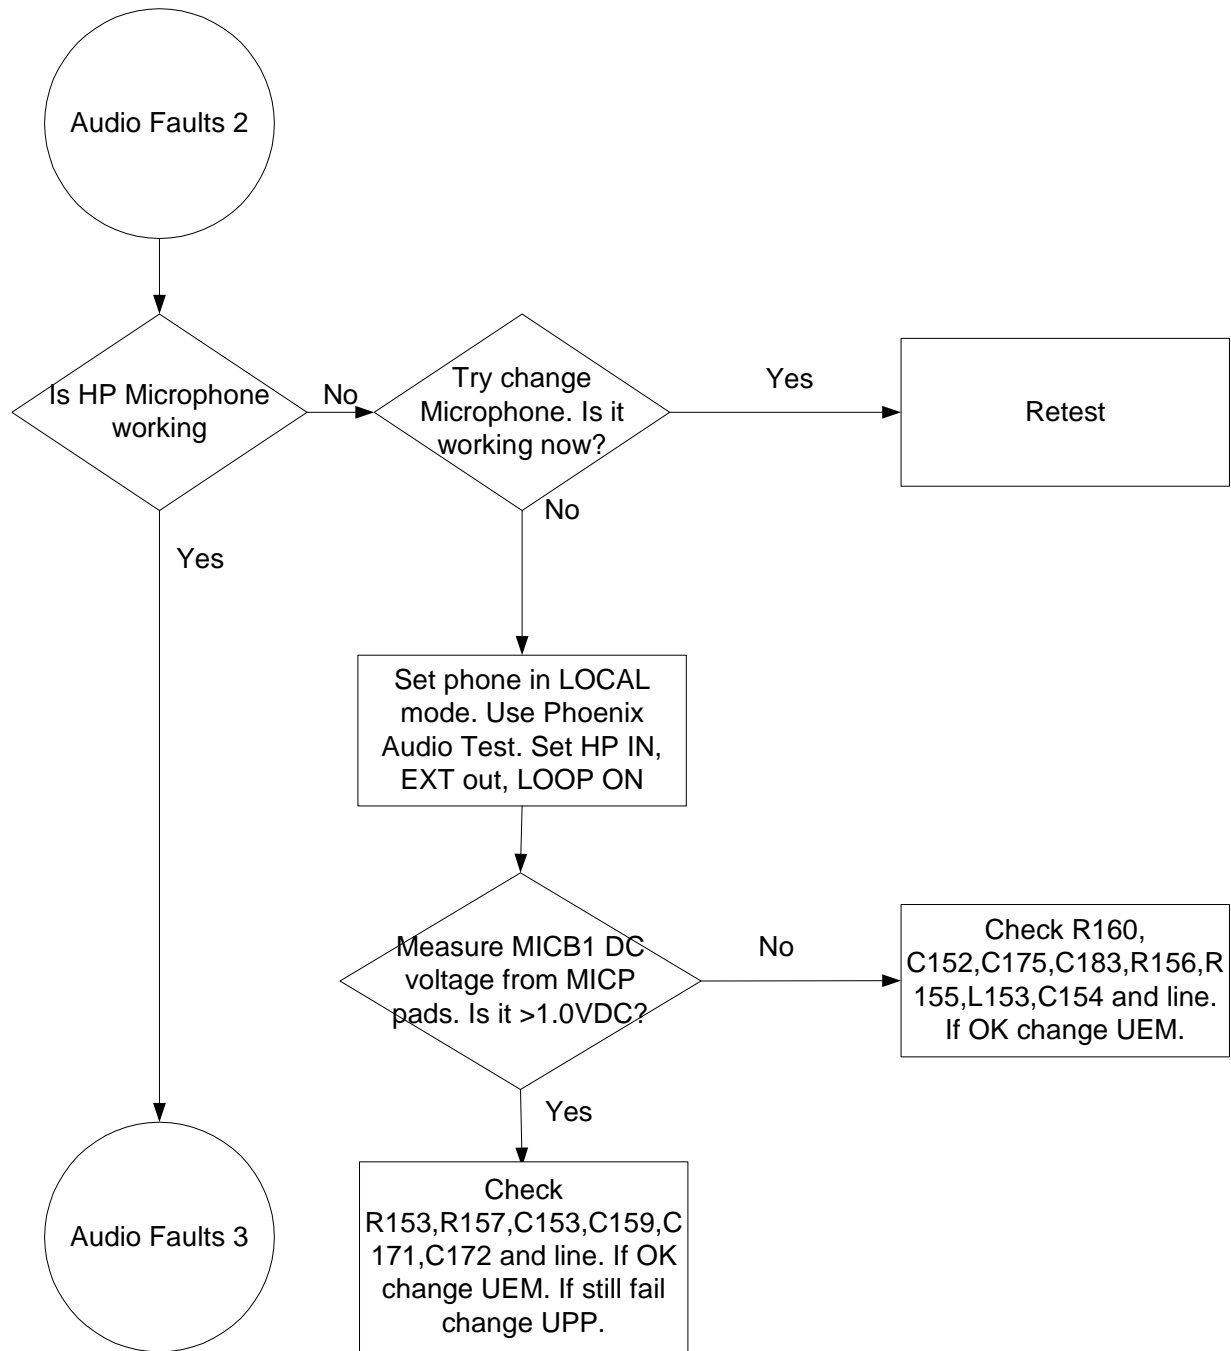 Audio Faults 2
Is HP Microphone
working
No
Try change
Microphone. Is it
working now?
Yes
Retest
No
Yes
Set phone in LOCAL
mode. Use Phoenix
Audio Test. Set HP IN,
EXT out, LOOP ON
Measure MICB1 DC
voltage from MICP
pads. Is it >1.0VDC?
No
Check R160,
C152,C175,C183,R156,R
155,L153,C154 and line.
If OK change UEM.
Yes
Check
R153,R157,C153,C159,C
171,C172 and line. If OK
change UEM. If still fail
change UPP.
Audio Faults 3